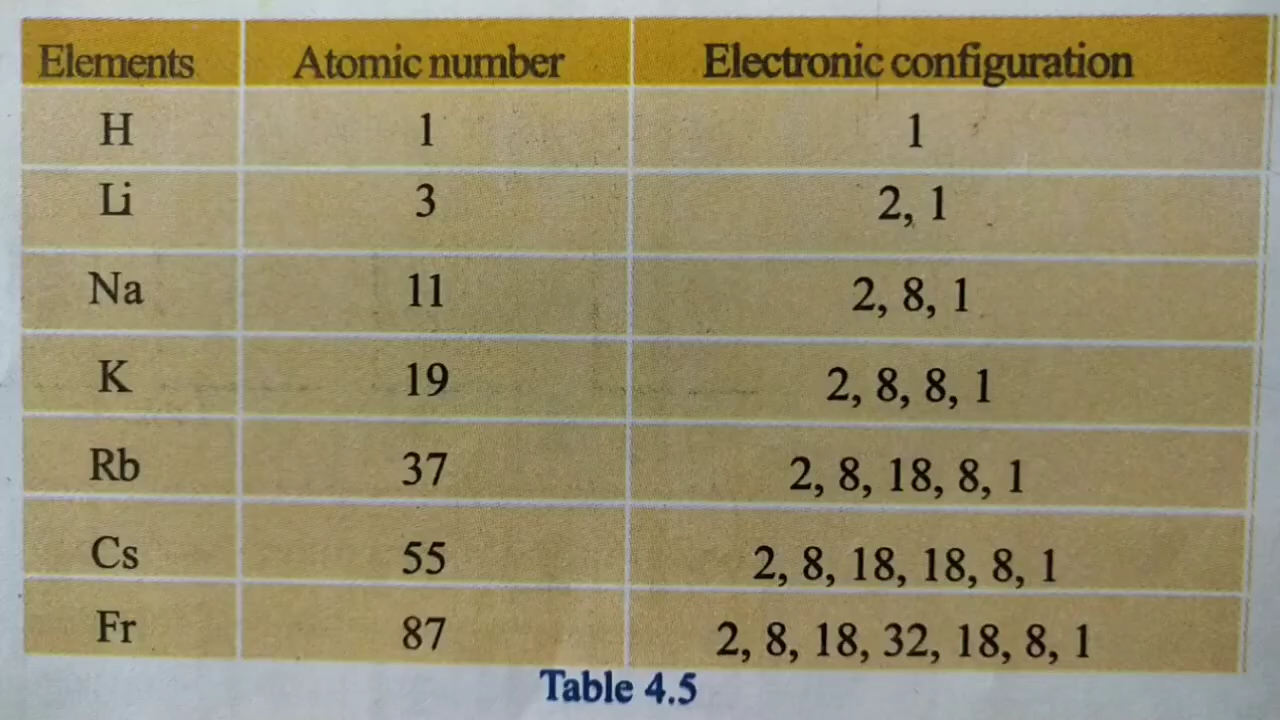 Elements Atomic number Electronic configuration
H 1 1
Li 3 2, 1
Na 11 2, 8, 1
K 19 2, 8, 8, 1
Rb 37 2, 8, 18, 8, 1
Cs 55 2, 8, 18, 18, 8, 1
Fr 87 2, 8, 18, 32, 18, 8, 1
Table 4.5